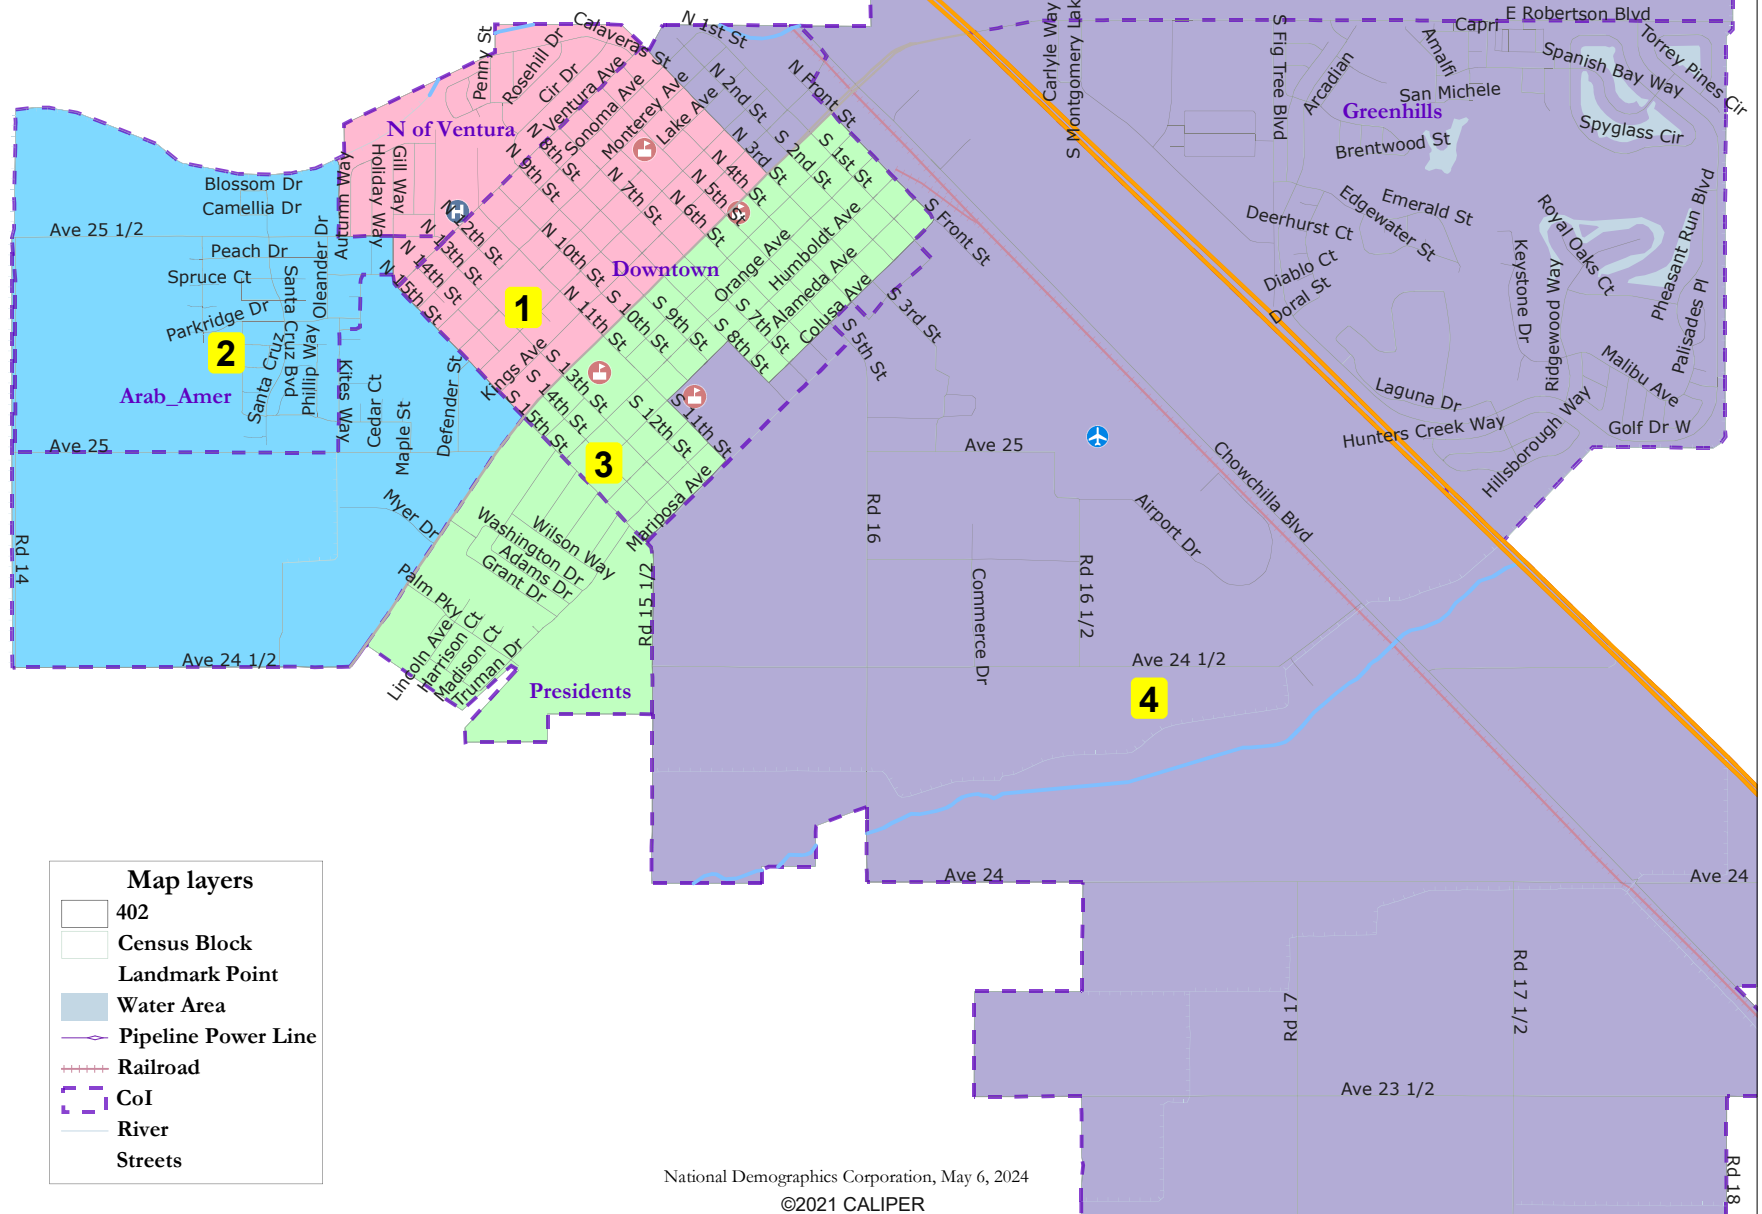 E Robertson Blvd
Capri
Torrey Pines Cir
Spanish Bay Way
Amalfi
Arcadian
S Fig Tree Blvd
Carlyle Way
San Michele
Greenhills
Spyglass Cir
Brentwood St
Calaveras St
N 1st St
Penny St
Rosehill Dr
Cir Dr
Ventura Ave
Sonoma Ave
Monterey Ave
Lake Ave
N 2nd St
N Front St
N of Ventura
N 8th St
N 9th St
N 7th St
N 6th St
N 5th St
N 4th St
N 3rd St
S 2nd St
S 1st St
Autumn Way
Holiday Way
Gill Way
Blossom Dr
Camellia Dr
Ave 25 1/2
Peach Dr
Spruce Ct
Oleander Dr
Santa Cruz Blvd
Parkridge Dr
N 15th St
N 14th St
N 13th St
N 12th St
N 10th St
N 11th St
Downtown
Orange Ave
Humboldt Ave
Alameda Ave
Colusa Ave
S Front St
S 3rd St
S 5th St
S 7th St
S 8th St
S 9th St
S 10th St
1
2
Arab_Amer
Santa Cruz
Phillip Way
Kites Way
Cedar Ct
Maple St
Defender St
Kings Ave
S 13th St
S 14th St
S 15th St
S 12th St
S 11th St
3
Mariposa Ave
Deerhurst Ct
Edgewater St
Emerald St
Diablo Ct
Doral St
Royal Oaks Ct
Keystone Dr
Ridgewood Way
Pheasant Run Blvd
Palisades Pl
Malibu Ave
Laguna Dr
Hunters Creek Way
Hillsborough Way
Golf Dr W
Ave 25
Ave 25
Rd 14
Myer Dr
Washington Dr
Wilson Way
Adams Dr
Grant Dr
Palm Pky
Lincoln Ave
Harrison Ct
Madison Ct
Truman Dr
Rd 15 1/2
Presidents
Ave 24 1/2
Rd 16
Commerce Dr
Rd 16 1/2
Airport Dr
Chowchilla Blvd
Ave 24 1/2
4
Ave 24
Ave 24
Rd 17
Rd 17 1/2
Ave 23 1/2
Rd 18
Map layers
402
Census Block
Landmark Point
Water Area
Pipeline Power Line
Railroad
CoI
River
Streets
National Demographics Corporation, May 6, 2024
©2021 CALIPER